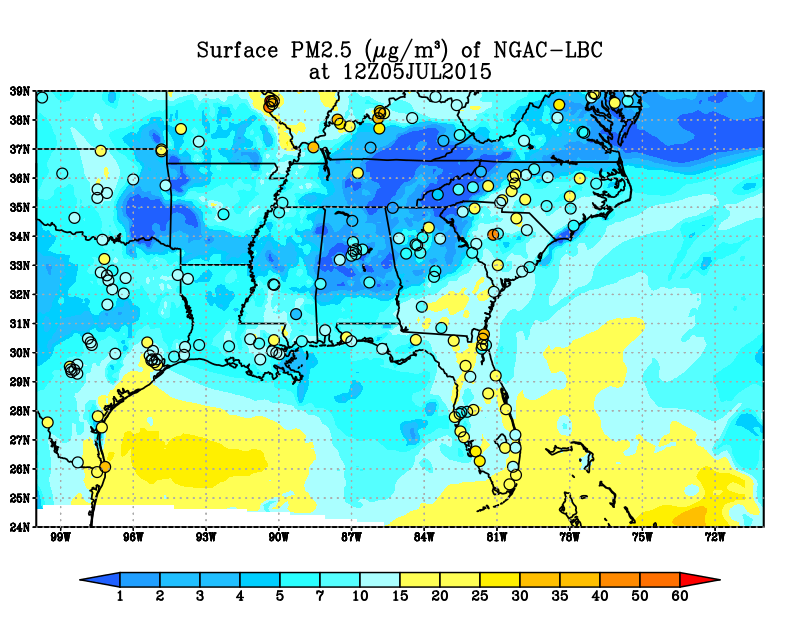 Surface PM2.5 (μg/m³) of NGAC−LBC
at 12Z05JUL2015
39N
38N
37N
36N
35N
34N
33N
32N
31N
30N
29N
28N
27N
26N
25N
24N
99W 96W 93W 90W 87W 84W 81W 78W 75W 72W
1 2 3 4 5 7 10 15 20 25 30 35 40 50 60